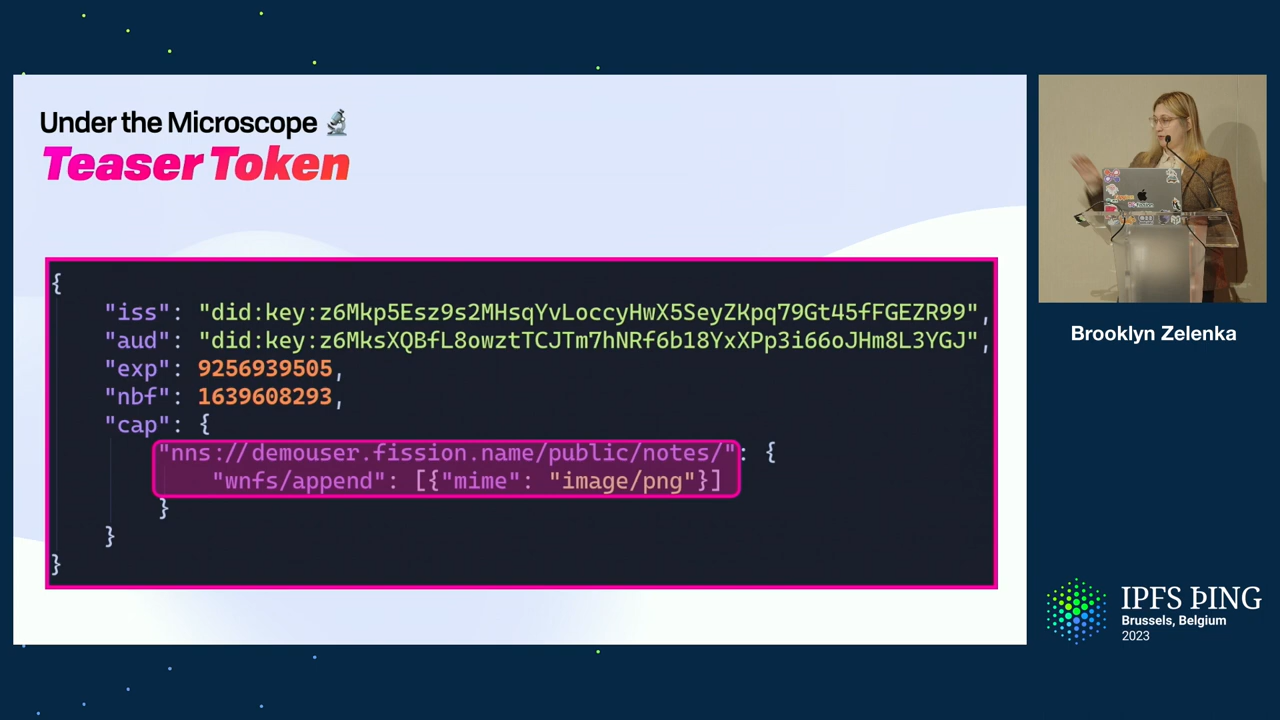 Under the Microscope 🔬
Teaser Token
{
"iss": "did:key:z6Mkp5Esz9s2MHsqYvLoccyHwX5SeyZKpq79Gt45fFGEZR99",
"aud": "did:key:z6MksXQBfL8owztTCJTm7hNRf6b18YxXPp3i66oJHm8L3YGJ",
"exp": 9256939505,
"nbf": 1639608293,
"cap": {
"nns://demouser.fission.name/public/notes/": {
"wnfs/append": [{"mime": "image/png"}]
}
}
}
Brooklyn Zelenka
IPFS ÞING
Brussels, Belgium
2023